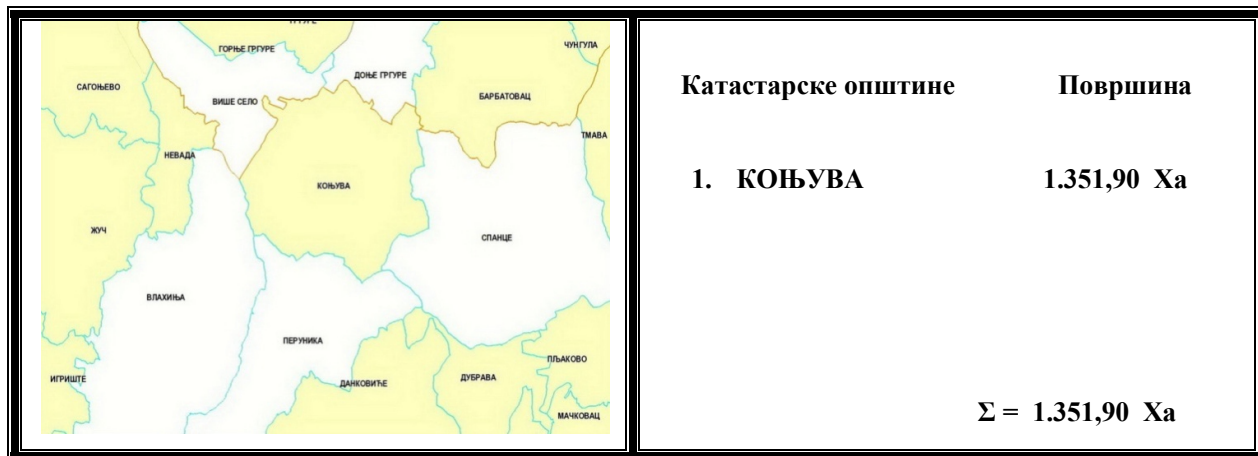 ГОРЊЕ ГРГУРЕ
ЧУНГУЛА
ДОЊЕ ГРГУРЕ
САГОЊЕВО
БАРБАТОВАЦ
ВИШЕ СЕЛО
ТМАВА
НЕВАДА
КОЊУВА
ЖУЧ
СПАНЦЕ
ВЛАХИЊА
ПЕРУНИКА
ПЉАКОВО
ИГРИШТЕ
ДАНКОВИЋЕ
ДУБРАВА
МАЧКОВАЦ
Катастарске општине Површина
1. КОЊУВА 1.351,90 Ха
Σ = 1.351,90 Ха